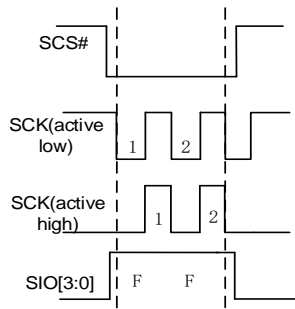 SCS#
SCK(active
low)
1 2
SCK(active
high)
1 2
SIO[3:0]
F F